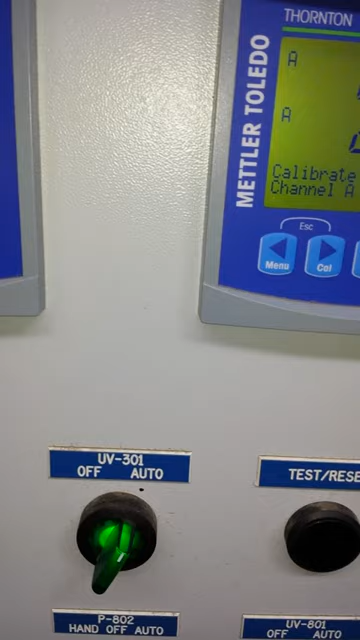 THORNTON
METTLER TOLEDO
A
A
Calibrate
Channel A
Esc
Menu
Cal
UV-301
OFF AUTO
TEST/RESE
P-802
HAND OFF AUTO
UV-801
OFF AUTO